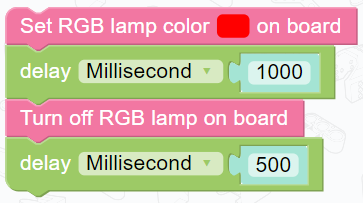 Set RGB lamp color on board
delay Millisecond 1000
Turn off RGB lamp on board
delay Millisecond 500